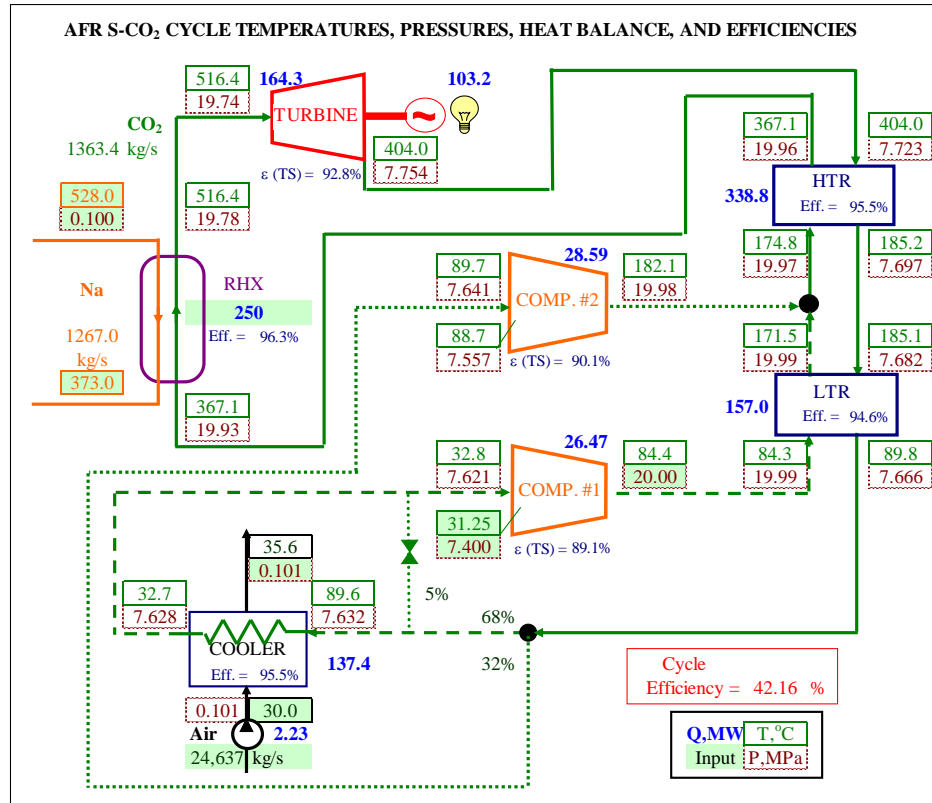 AFR S-CO₂ CYCLE TEMPERATURES, PRESSURES, HEAT BALANCE, AND EFFICIENCIES
516.4
19.74
164.3
TURBINE
~
103.2
CO₂
1363.4 kg/s
ε (TS) = 92.8%
404.0
7.754
367.1
19.96
404.0
7.723
528.0
0.100
516.4
19.78
338.8
HTR
Eff. = 95.5%
Na
1267.0
kg/s
373.0
RHX
250
Eff. = 96.3%
89.7
7.641
88.7
7.557
28.59
COMP. #2
ε (TS) = 90.1%
182.1
19.98
174.8
19.97
185.2
7.697
171.5
19.99
185.1
7.682
367.1
19.93
157.0
LTR
Eff. = 94.6%
32.8
7.621
31.25
7.400
26.47
COMP. #1
ε (TS) = 89.1%
84.4
20.00
84.3
19.99
89.8
7.666
35.6
0.101
32.7
7.628
89.6
7.632
5%
68%
32%
COOLER
Eff. = 95.5%
137.4
0.101
30.0
Air
2.23
24,637 kg/s
Cycle
Efficiency = 42.16 %
Q,MW T,°C
Input P,MPa